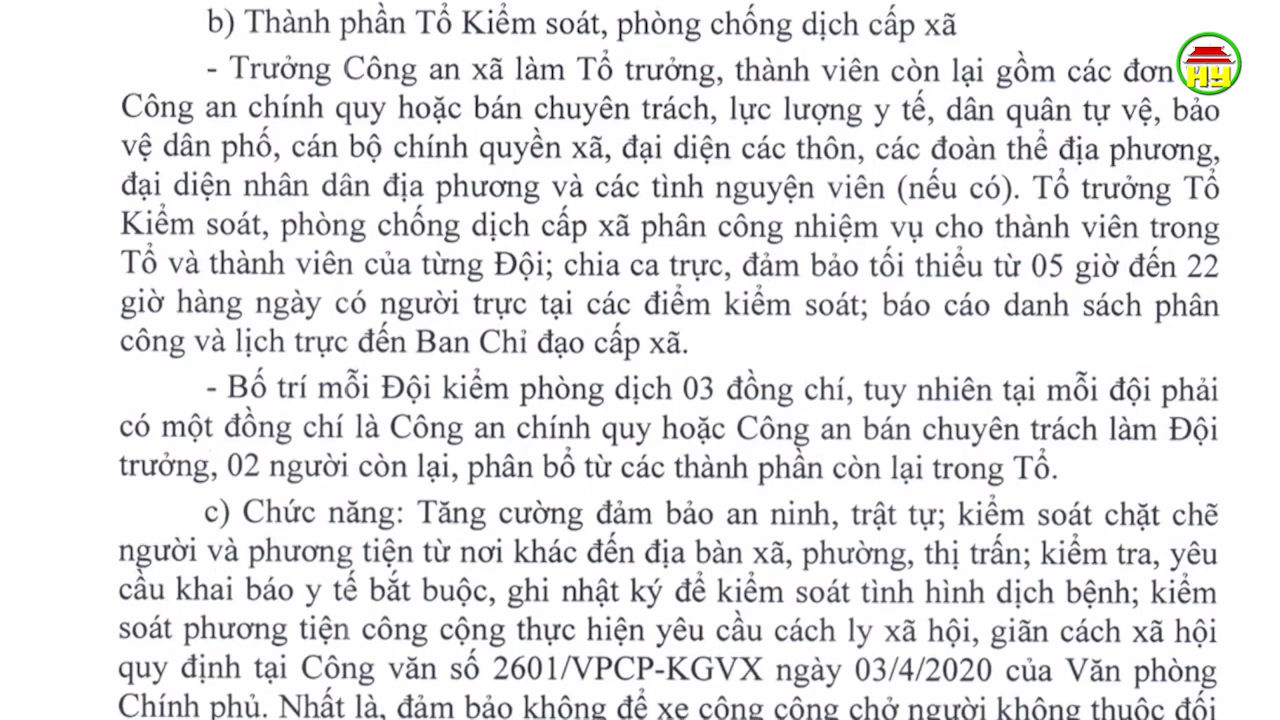 b) Thành phần Tổ Kiểm soát, phòng chống dịch cấp xã
- Trưởng Công an xã làm Tổ trưởng, thành viên còn lại gồm các đơn
HY
Công an chính quy hoặc bán chuyên trách, lực lượng y tế, dân quân tự vệ, bảo
vệ dân phố, cán bộ chính quyền xã, đại diện các thôn, các đoàn thể địa phương,
đại diện nhân dân địa phương và các tình nguyện viên (nếu có). Tổ trưởng Tổ
Kiểm soát, phòng chống dịch cấp xã phân công nhiệm vụ cho thành viên trong
Tổ và thành viên của từng Đội; chia ca trực, đảm bảo tối thiểu từ 05 giờ đến 22
giờ hàng ngày có người trực tại các điểm kiểm soát; báo cáo danh sách phân
công và lịch trực đến Ban Chỉ đạo cấp xã.
- Bố trí mỗi Đội kiểm phòng dịch 03 đồng chí, tuy nhiên tại mỗi đội phải
có một đồng chí là Công an chính quy hoặc Công an bán chuyên trách làm Đội
trưởng, 02 người còn lại, phân bổ từ các thành phần còn lại trong Tổ.
c) Chức năng: Tăng cường đảm bảo an ninh, trật tự; kiểm soát chặt chẽ
người và phương tiện từ nơi khác đến địa bàn xã, phường, thị trấn; kiểm tra, yêu
cầu khai báo y tế bắt buộc, ghi nhật ký để kiểm soát tình hình dịch bệnh; kiểm
soát phương tiện công cộng thực hiện yêu cầu cách ly xã hội, giãn cách xã hội
quy định tại Công văn số 2601/VPCP-KGVX ngày 03/4/2020 của Văn phòng
Chính phủ. Nhất là, đảm bảo không để xe công cộng chở người không thuộc đối